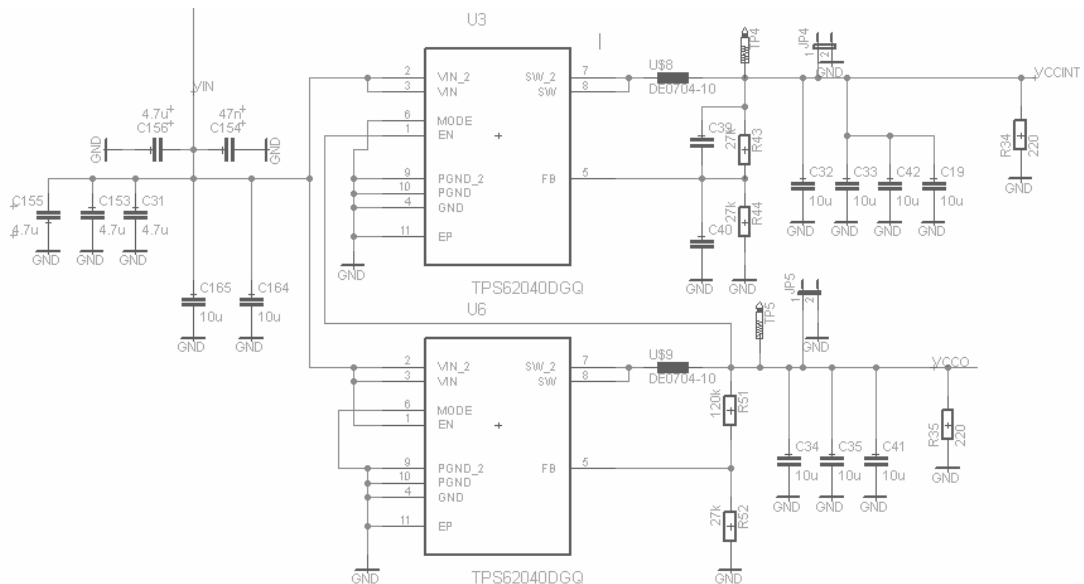 U3
VIN
4.7u
C156
47n
C154
GND
GND
C155
4.7u
GND
C153
4.7u
GND
C31
4.7u
GND
C165
10u
GND
C164
10u
GND
2 VIN_2
3 VIN
6 MODE
1 EN
9 PGND_2
10 PGND
4 GND
11 EP
SW_2 7
SW 8
FB 5
GND
TPS62040DGQ
U$8
DE0704-10
TP4
JP4
1 2
GND
VCCINT
C39
27k
R43
27k
R44
C40
GND
GND
C32
10u
GND
C33
10u
GND
C42
10u
GND
C19
10u
GND
R34
220
GND
U6
2 VIN_2
3 VIN
6 MODE
1 EN
9 PGND_2
10 PGND
4 GND
11 EP
SW_2 7
SW 8
FB 5
GND
TPS62040DGQ
U$9
DE0704-10
TP5
JP5
1 2
GND
VCCO
120k
R51
27k
R52
GND
C34
10u
GND
C35
10u
GND
C41
10u
GND
R35
220
GND